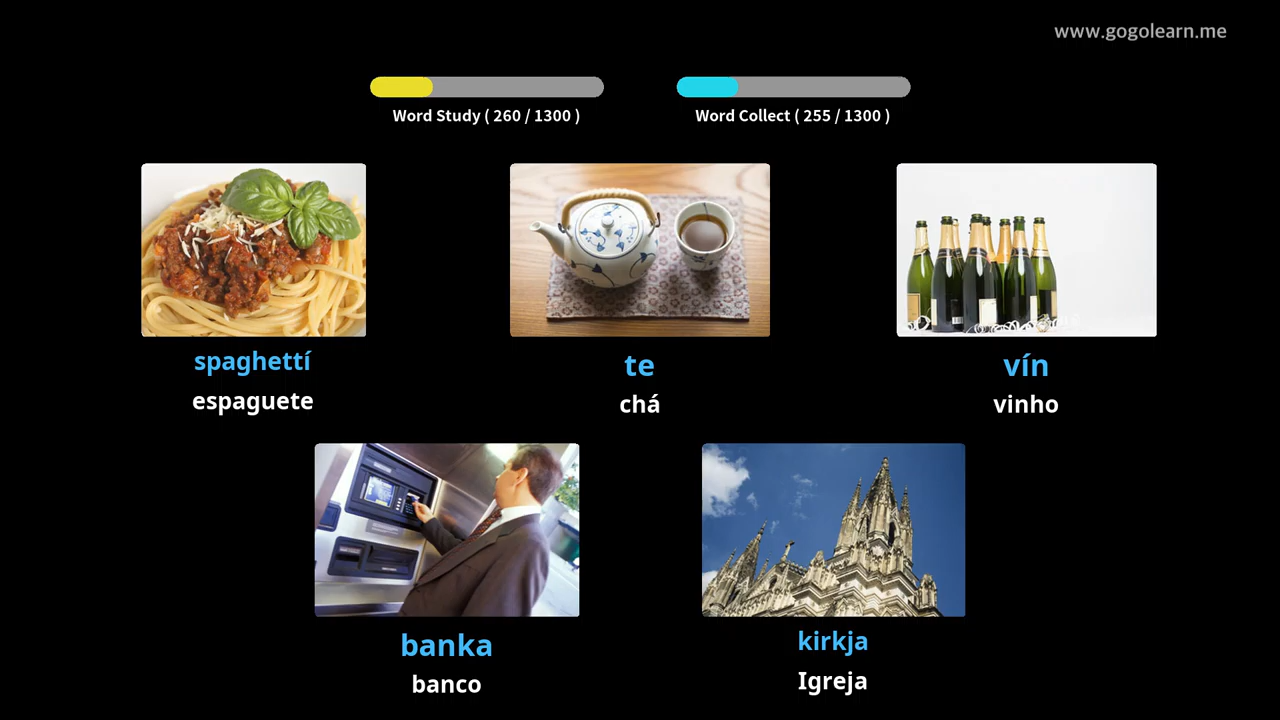 www.gogolearn.me
Word Study ( 260 / 1300 )
Word Collect ( 255 / 1300 )
spaghettí
espaguete
te
chá
vín
vinho
banka
banco
kirkja
Igreja